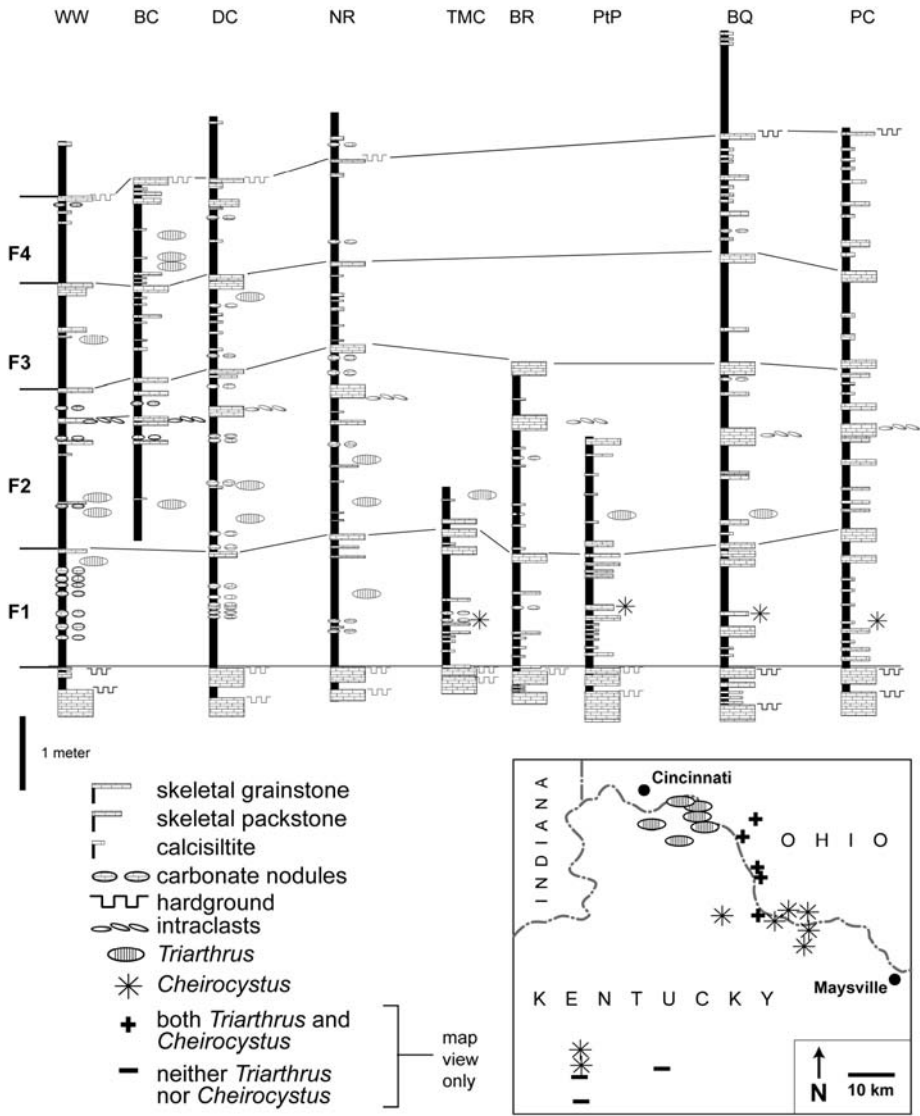 WW BC DC NR TMC BR PtP BQ PC
F4
F3
F2
F1
1 meter
skeletal grainstone
skeletal packstone
calcisiltite
carbonate nodules
hardground
intraclasts
Triarthrus
Cheirocystus
both Triarthrus and
Cheirocystus
neither Triarthrus
nor Cheirocystus
map
view
only
INDIANA
Cincinnati
OHIO
Maysville
KENTUCKY
N
10 km